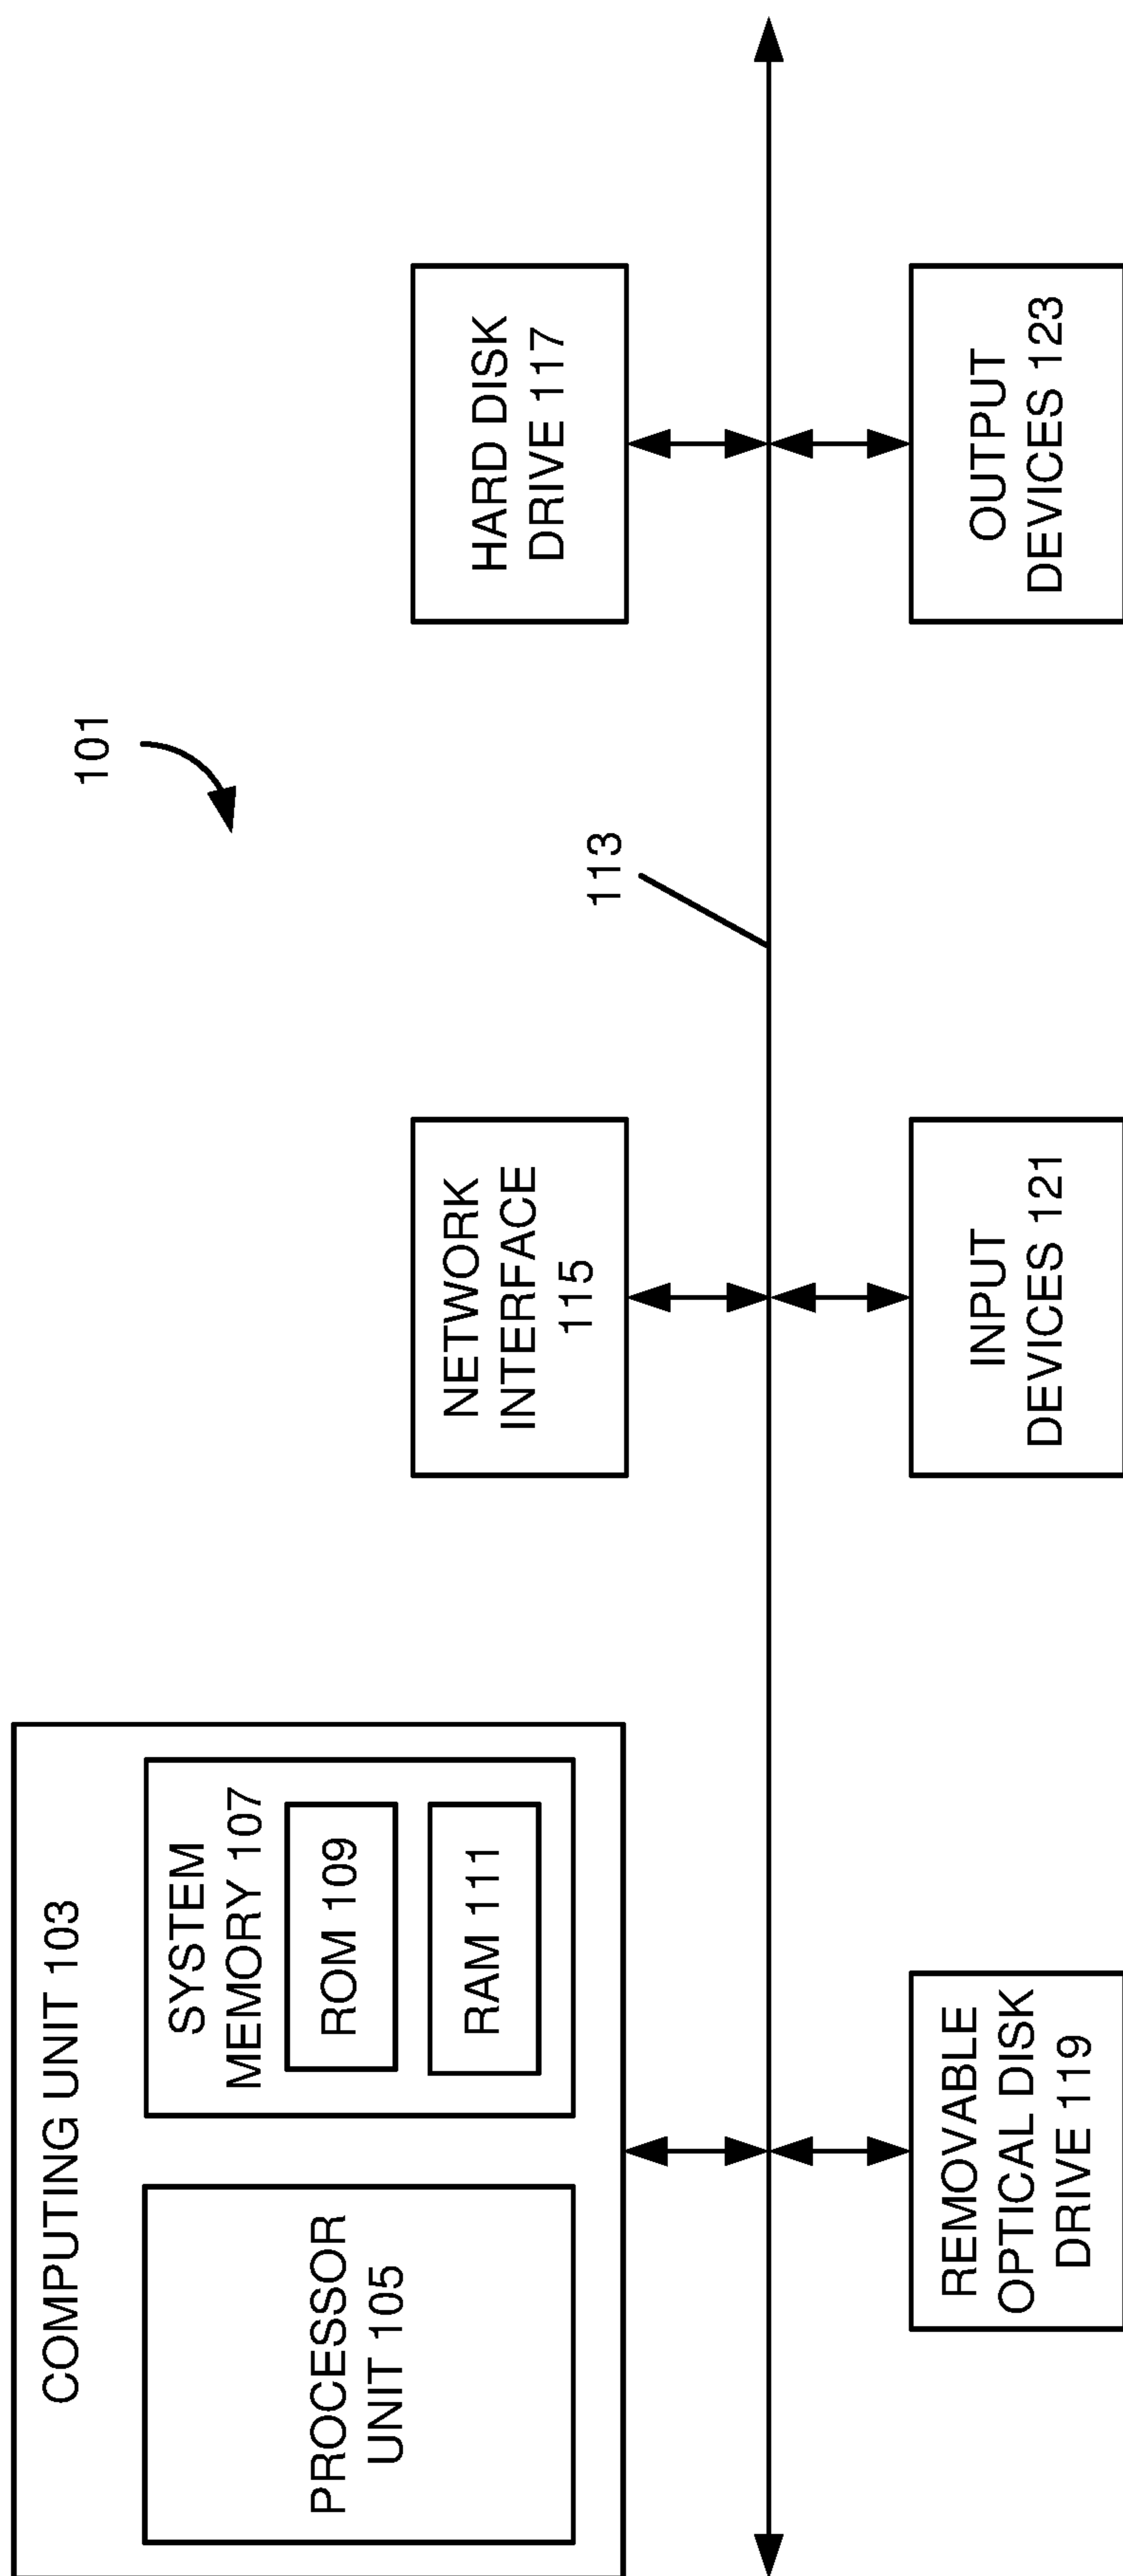 101
COMPUTING UNIT 103
PROCESSOR
UNIT 105
SYSTEM
MEMORY 107
ROM 109
RAM 111
NETWORK
INTERFACE
115
HARD DISK
DRIVE 117
113
REMOVABLE
OPTICAL DISK
DRIVE 119
INPUT
DEVICES 121
OUTPUT
DEVICES 123